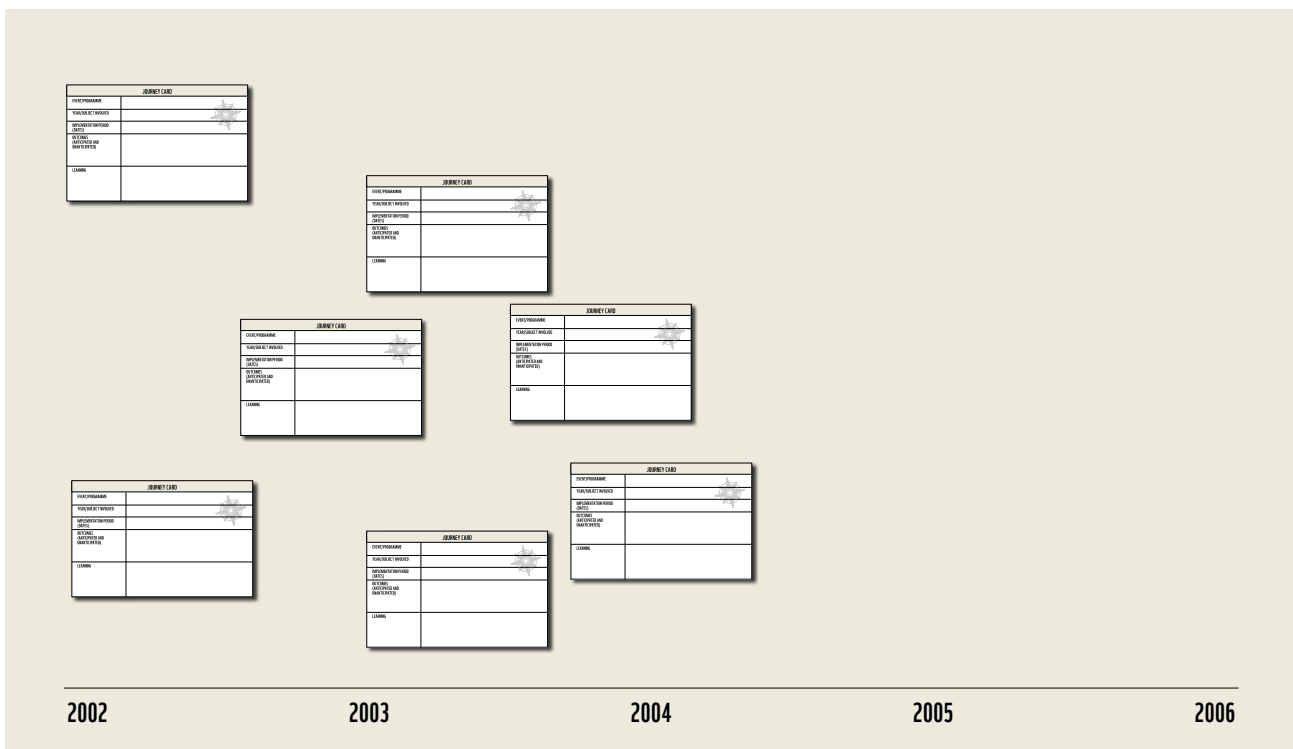 JOURNEY CARD
EVENT/PROGRAMME
YEAR/SUBJECT INVOLVED
IMPLEMENTATION PERIOD
(DATES)
OUTCOMES
(ANTICIPATED AND
UNANTICIPATED)
LEARNING
JOURNEY CARD
EVENT/PROGRAMME
YEAR/SUBJECT INVOLVED
IMPLEMENTATION PERIOD
(DATES)
OUTCOMES
(ANTICIPATED AND
UNANTICIPATED)
LEARNING
JOURNEY CARD
EVENT/PROGRAMME
YEAR/SUBJECT INVOLVED
IMPLEMENTATION PERIOD
(DATES)
OUTCOMES
(ANTICIPATED AND
UNANTICIPATED)
LEARNING
JOURNEY CARD
EVENT/PROGRAMME
YEAR/SUBJECT INVOLVED
IMPLEMENTATION PERIOD
(DATES)
OUTCOMES
(ANTICIPATED AND
UNANTICIPATED)
LEARNING
JOURNEY CARD
EVENT/PROGRAMME
YEAR/SUBJECT INVOLVED
IMPLEMENTATION PERIOD
(DATES)
OUTCOMES
(ANTICIPATED AND
UNANTICIPATED)
LEARNING
JOURNEY CARD
EVENT/PROGRAMME
YEAR/SUBJECT INVOLVED
IMPLEMENTATION PERIOD
(DATES)
OUTCOMES
(ANTICIPATED AND
UNANTICIPATED)
LEARNING
JOURNEY CARD
EVENT/PROGRAMME
YEAR/SUBJECT INVOLVED
IMPLEMENTATION PERIOD
(DATES)
OUTCOMES
(ANTICIPATED AND
UNANTICIPATED)
LEARNING
2002 2003 2004 2005 2006